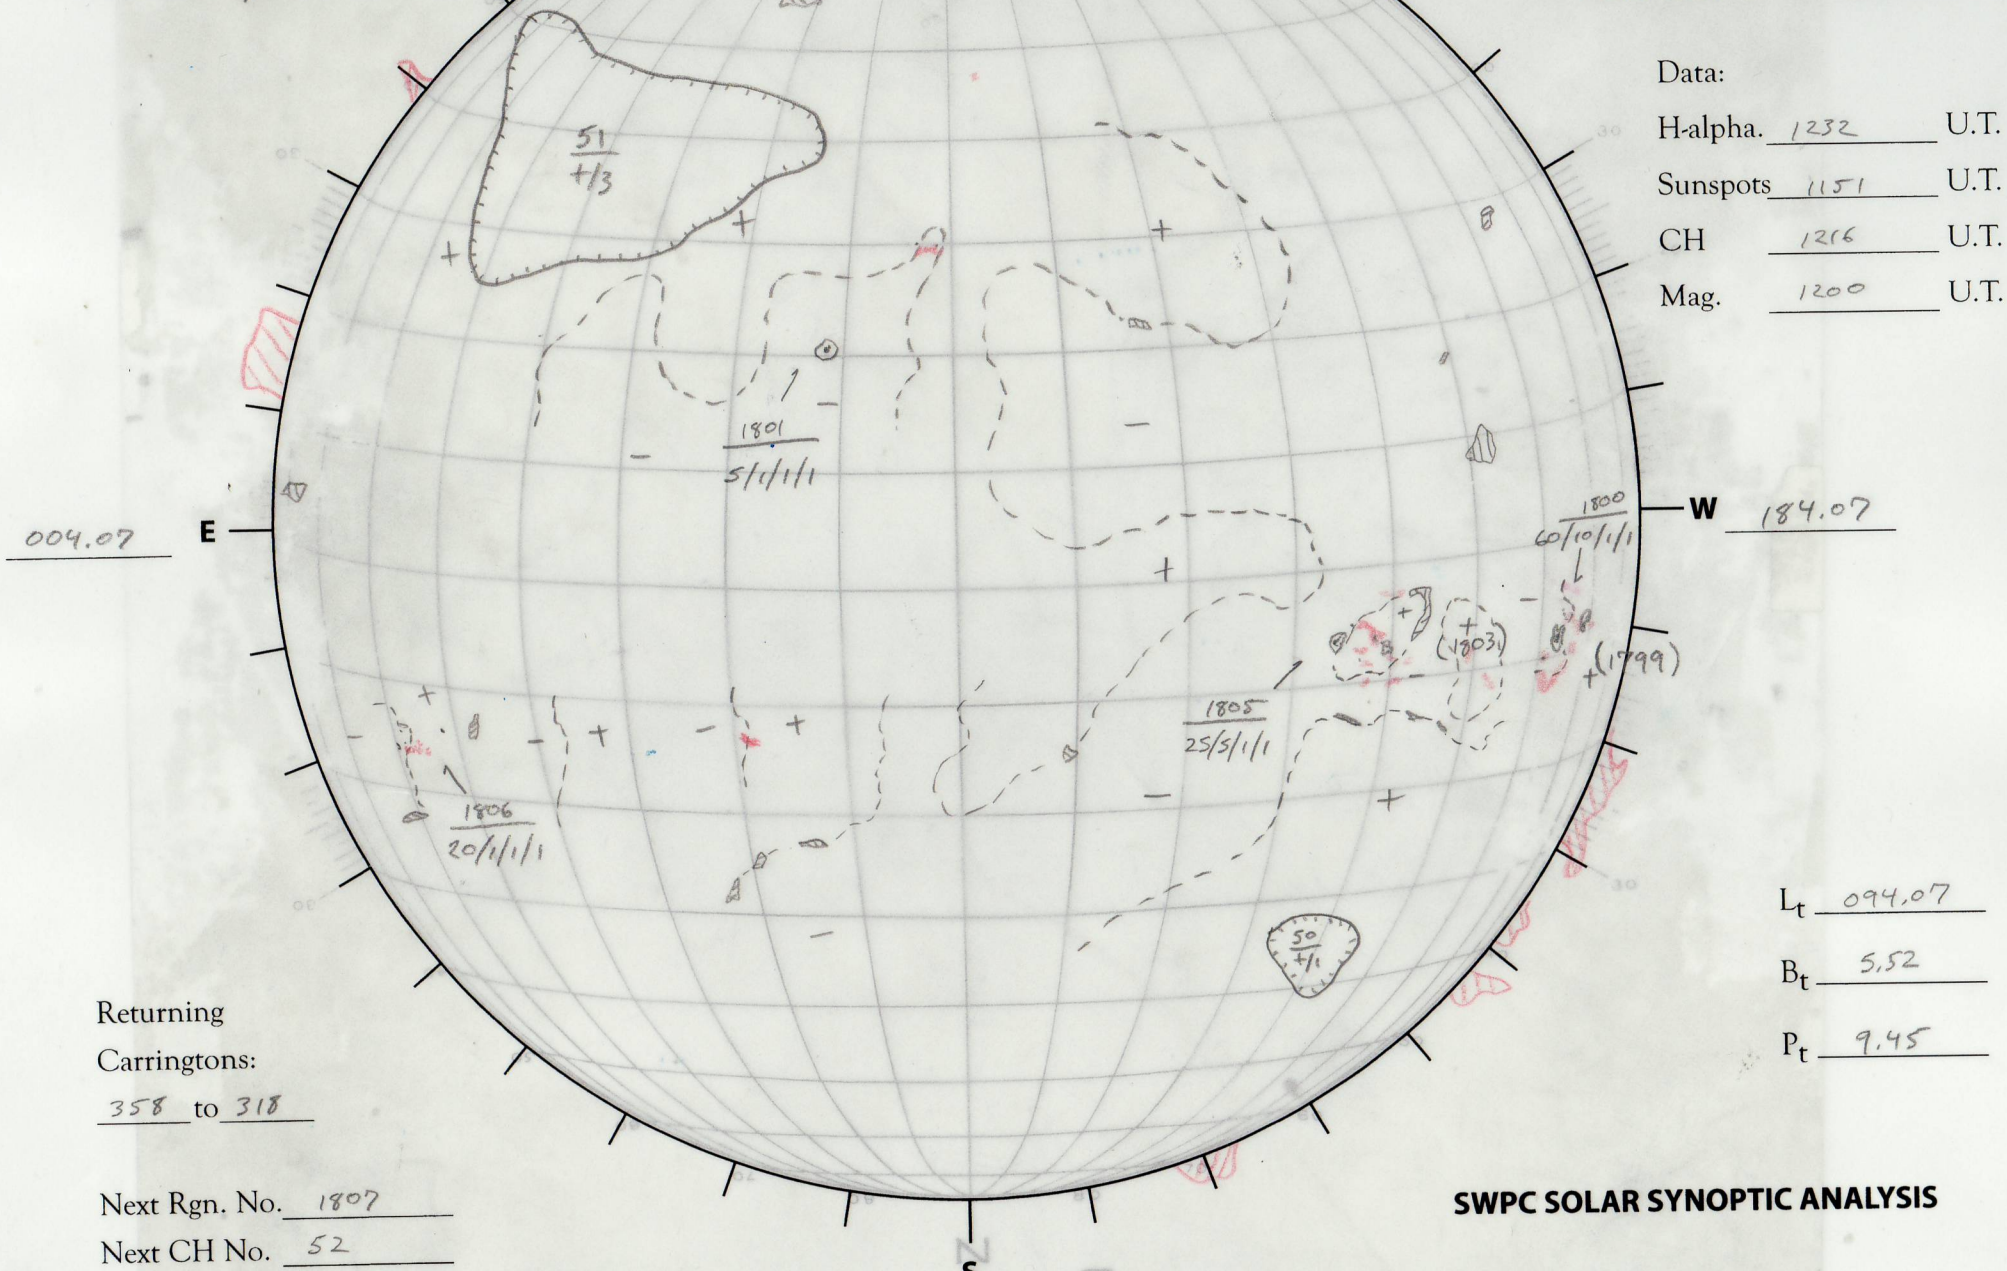 Data:
H-alpha. 1232 U.T.
Sunspots 1151 U.T.
CH 1216 U.T.
Mag. 1200 U.T.
30
51
+/3
+
+
+
1801
5/1/1/1
-
-
-
004.07 E
W 184.07
1800
60/10/1/1
+
+
-
+
(1803)
(1799)
+
1805
25/5/1/1
+
-
-
+
-
+
1806
20/1/1/1
-
+
-
50
+/1
30
Lt 094.07
Bt 5.52
Pt 9.45
Returning
Carringtons:
358 to 318
Next Rgn. No. 1807
Next CH No. 52
SWPC SOLAR SYNOPTIC ANALYSIS
N
S